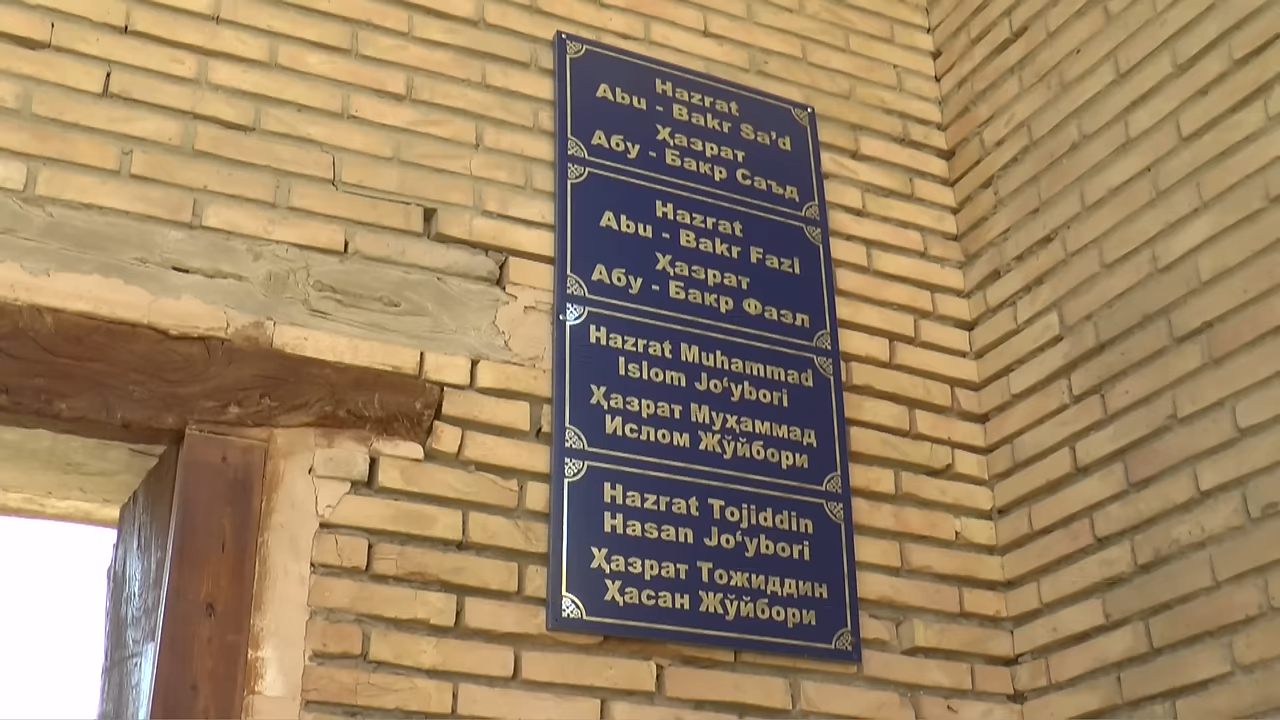 Hazrat
Abu - Bakr Sa’d
Ҳазрат
Абу - Бакр Саъд
Hazrat
Abu - Bakr Fazl
Ҳазрат
Абу - Бакр Фазл
Hazrat Muhammad
Islom Jo‘ybori
Ҳазрат Муҳаммад
Ислом Жўйбори
Hazrat Tojiddin
Hasan Jo‘ybori
Ҳазрат Тожиддин
Ҳасан Жўйбори